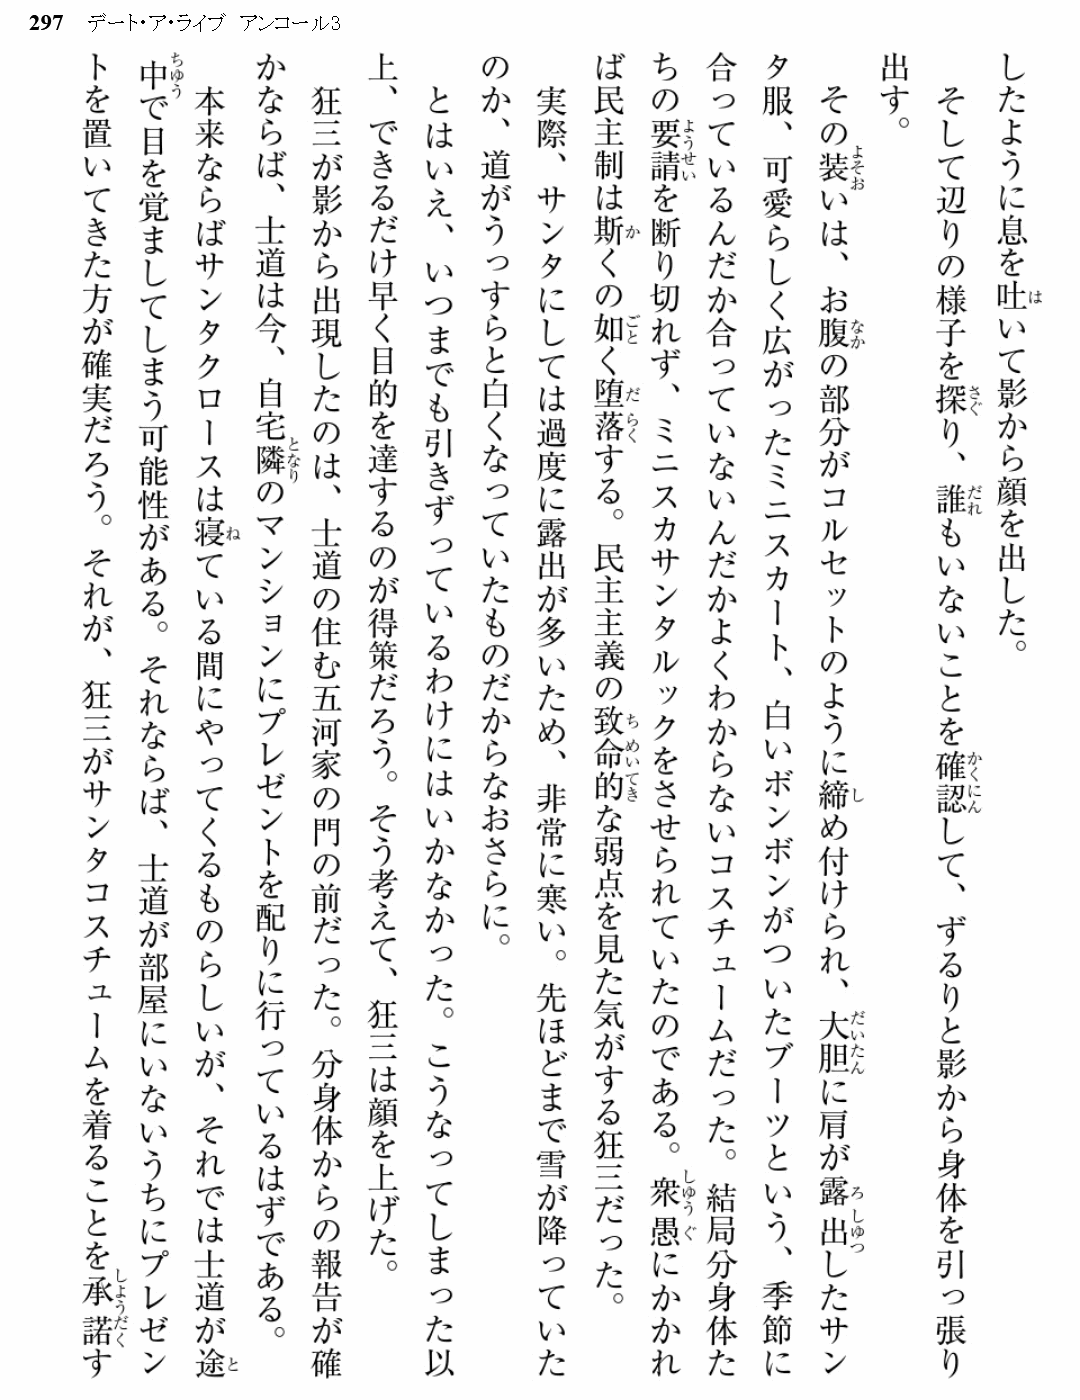 297 デート・ア・ライブ アンコール3
したように息を吐いて影から顔を出した。
そして辺りの様子を探り、誰もいないことを確認して、ずるりと影から身体を引っ張り
出す。
その装いは、お腹の部分がコルセットのように締め付けられ、大胆に肩が露出したサン
タ服、可愛らしく広がったミニスカート、白いボンボンがついたブーツという、季節に
合っているんだか合っていないんだかよくわからないコスチュームだった。結局分身体た
ちの要請を断り切れず、ミニスカサンタルックをさせられていたのである。衆愚にかかれ
ば民主制は斯くの如く堕落する。民主主義の致命的な弱点を見た気がする狂三だった。
実際、サンタにしては過度に露出が多いため、非常に寒い。先ほどまで雪が降っていた
のか、道がうっすらと白くなっていたものだからなおさらに。
とはいえ、いつまでも引きずっているわけにはいかなかった。こうなってしまった以
上、できるだけ早く目的を達するのが得策だろう。そう考えて、狂三は顔を上げた。
狂三が影から出現したのは、士道の住む五河家の門の前だった。分身体からの報告が確
かならば、士道は今、自宅隣のマンションにプレゼントを配りに行っているはずである。
本来ならばサンタクロースは寝ている間にやってくるものらしいが、それでは士道が途
中で目を覚ましてしまう可能性がある。それならば、士道が部屋にいないうちにプレゼン
トを置いてきた方が確実だろう。それが、狂三がサンタコスチュームを着ることを承諾す